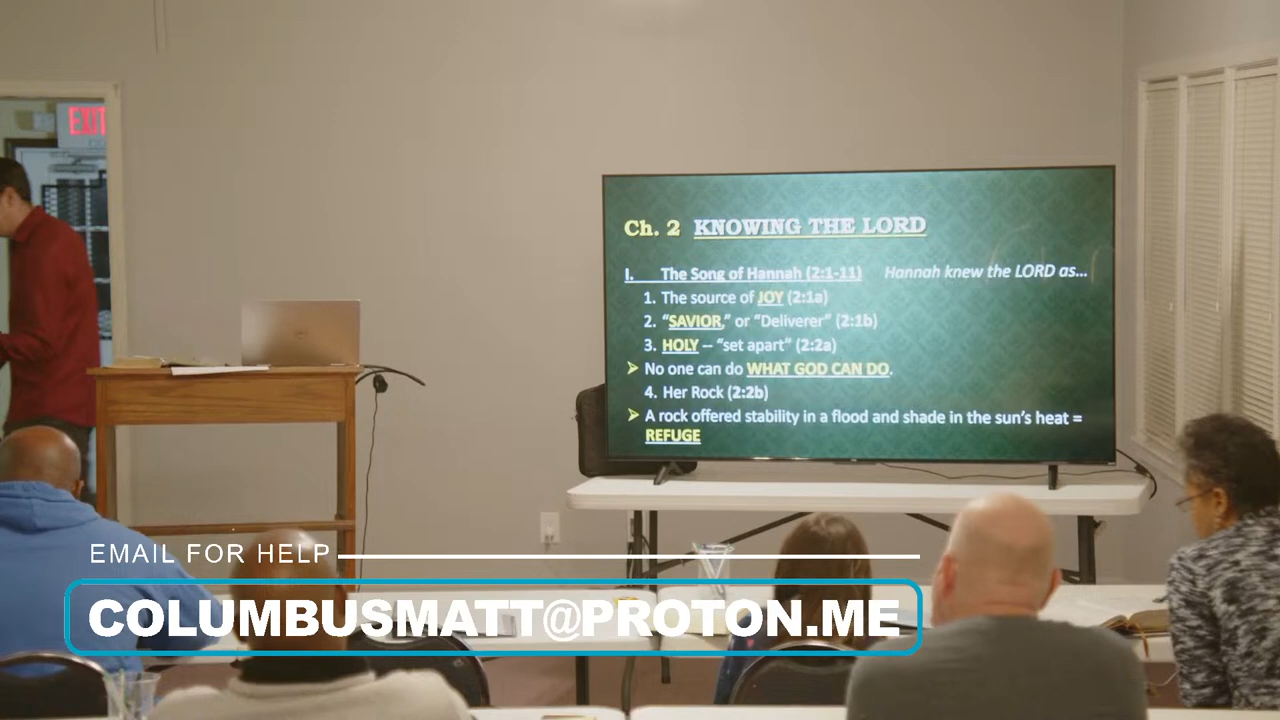 EXIT
Ch. 2 KNOWING THE LORD
I. The Song of Hannah (2:1-11) Hannah knew the LORD as...
1. The source of JOY (2:1a)
2. “SAVIOR,” or “Deliverer” (2:1b)
3. HOLY – “set apart” (2:2a)
No one can do WHAT GOD CAN DO.
4. Her Rock (2:2b)
A rock offered stability in a flood and shade in the sun’s heat =
REFUGE
EMAIL FOR HELP
COLUMBUSMATT@PROTON.ME